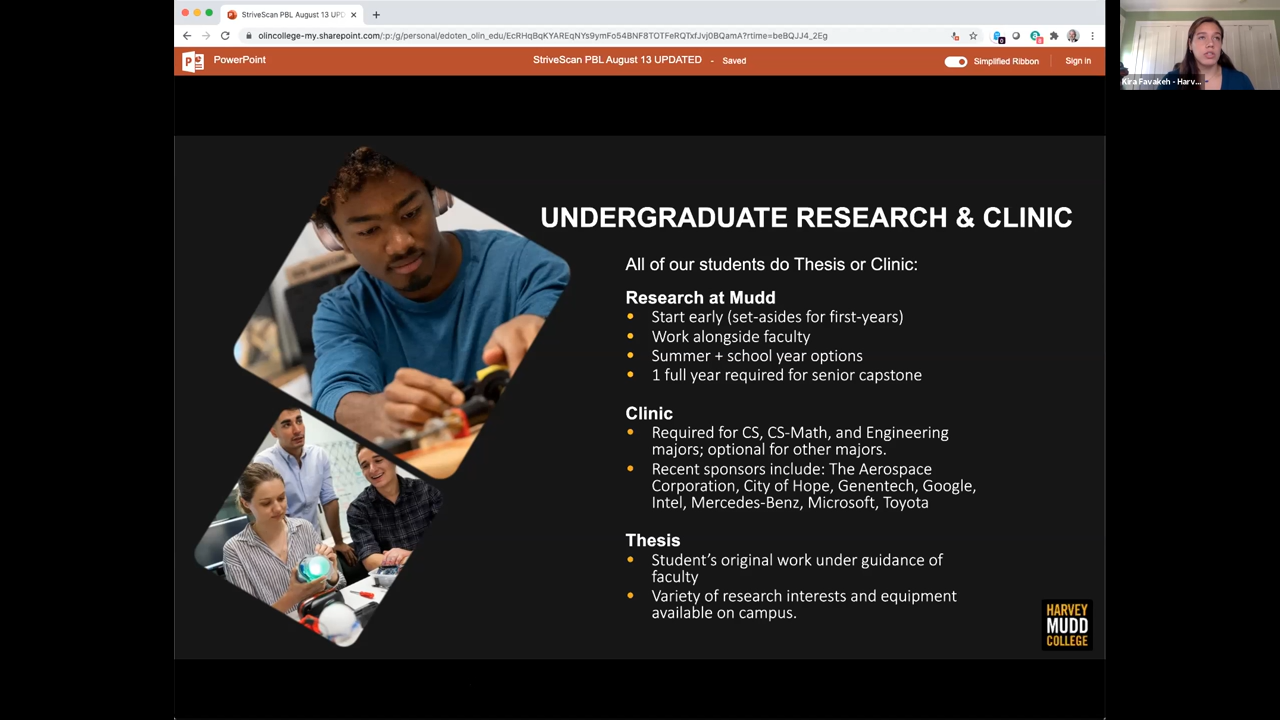 StriveScan PBL August 13 UPD
olincollege-my.sharepoint.com/:p:/g/personal/edoten_olin_edu/EcRHqBqKYAREqNYs9ymFo54BNF8TOTFeRQTxfJvj0BQamA?rtime=beBQJJ4_2Eg
PowerPoint
StriveScan PBL August 13 UPDATED - Saved
Simplified Ribbon
Sign in
Kira Favakeh - Harv...
UNDERGRADUATE RESEARCH & CLINIC
All of our students do Thesis or Clinic:
Research at Mudd
• Start early (set-asides for first-years)
• Work alongside faculty
• Summer + school year options
• 1 full year required for senior capstone
Clinic
• Required for CS, CS-Math, and Engineering
majors; optional for other majors.
• Recent sponsors include: The Aerospace
Corporation, City of Hope, Genentech, Google,
Intel, Mercedes-Benz, Microsoft, Toyota
Thesis
• Student’s original work under guidance of
faculty
• Variety of research interests and equipment
available on campus.
HARVEY
MUDD
COLLEGE